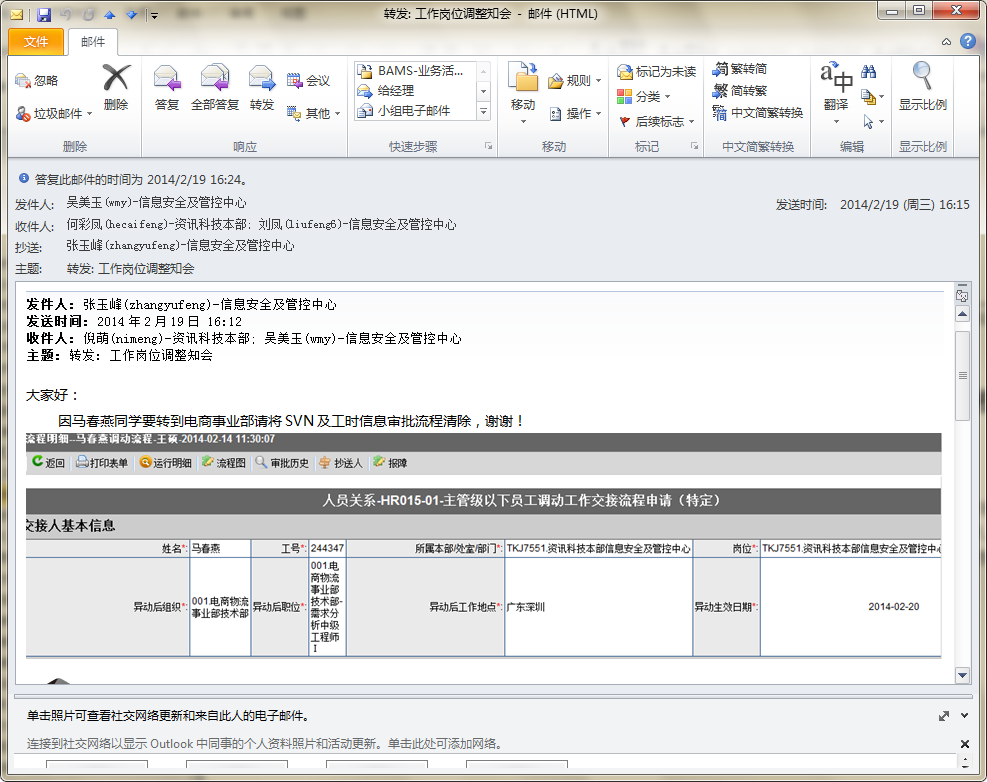 转发: 工作岗位调整知会 - 邮件 (HTML)
文件 邮件
忽略 垃圾邮件 删除 答复 全部答复 转发 会议 其他 BAMS-业务活... 给经理 小组电子邮件 移动 规则 操作 标记为未读 分类 后续标志 繁转简 简转繁 中文简繁转换 翻译 显示比例
删除 响应 快速步骤 移动 标记 中文简繁转换 编辑 显示比例
答复此邮件的时间为 2014/2/19 16:24。
发件人: 吴美玉(wmy)-信息安全及管控中心 发送时间: 2014/2/19 (周三) 16:15
收件人: 何彩凤(hecaifeng)-资讯科技本部; 刘凤(liufeng6)-信息安全及管控中心
抄送: 张玉峰(zhangyufeng)-信息安全及管控中心
主题: 转发: 工作岗位调整知会
发件人: 张玉峰(zhangyufeng)-信息安全及管控中心
发送时间: 2014年2月19日 16:12
收件人: 倪萌(nimeng)-资讯科技本部; 吴美玉(wmy)-信息安全及管控中心
主题: 转发: 工作岗位调整知会
大家好：
因马春燕同学要转到电商事业部请将 SVN 及工时信息审批流程清除，谢谢！
流程明细--马春燕调动流程-王硕-2014-02-14 11:30:07
返回 打印表单 运行明细 流程图 审批历史 抄送人 报障
人员关系-HR015-01-主管级以下员工调动工作交接流程申请（特定）
交接人基本信息
姓名*: 马春燕 工号*: 244347 所属本部/处室/部门*: TKJ7551.资讯科技本部信息安全及管控中心 岗位*: TKJ7551.资讯科技本部信息安全及管控中心
异动后组织*: 001.电商物流事业部技术部 异动后职位*: 001.电商物流事业部技术部-需求分析中级工程师I 异动后工作地点*: 广东深圳 异动生效日期*: 2014-02-20
单击照片可查看社交网络更新和来自此人的电子邮件。
连接到社交网络以显示 Outlook 中同事的个人资料照片和活动更新。单击此处可添加网络。